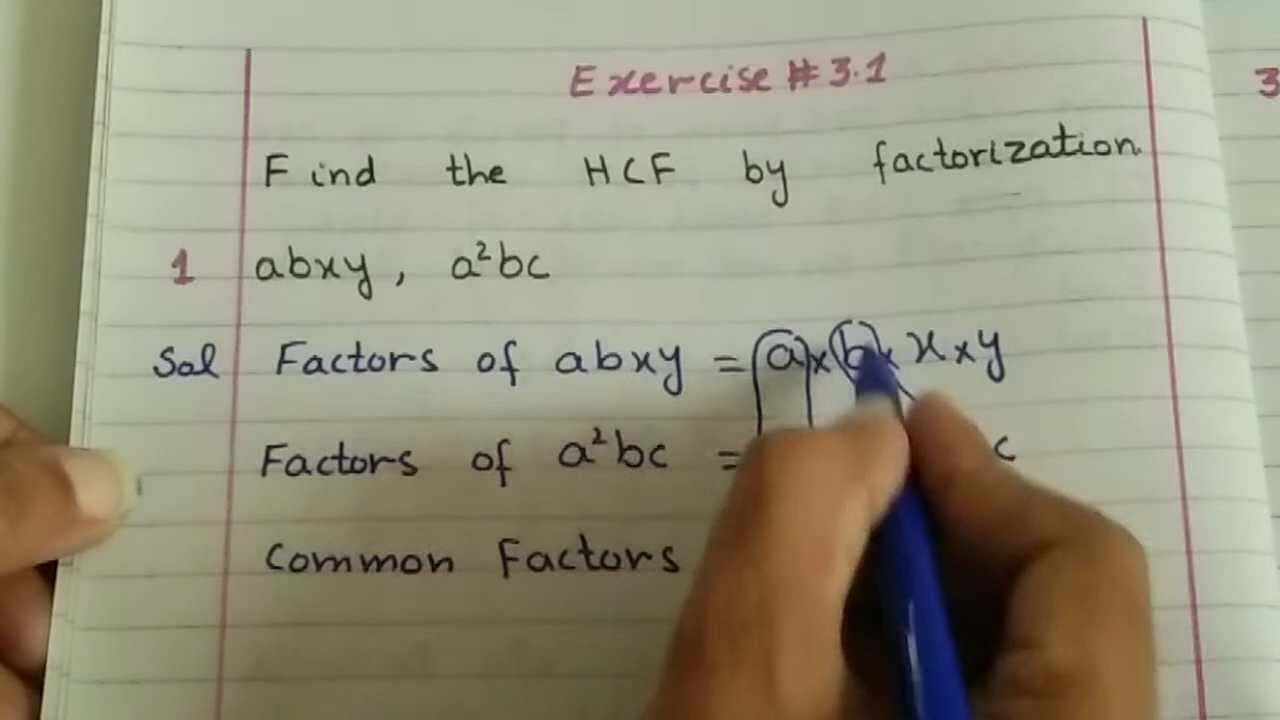 Exercise # 3.1
3
Find the HCF by factorization
1 abxy, a²bc
Sol Factors of abxy = a × b × x × y
Factors of a²bc = c
Common Factors